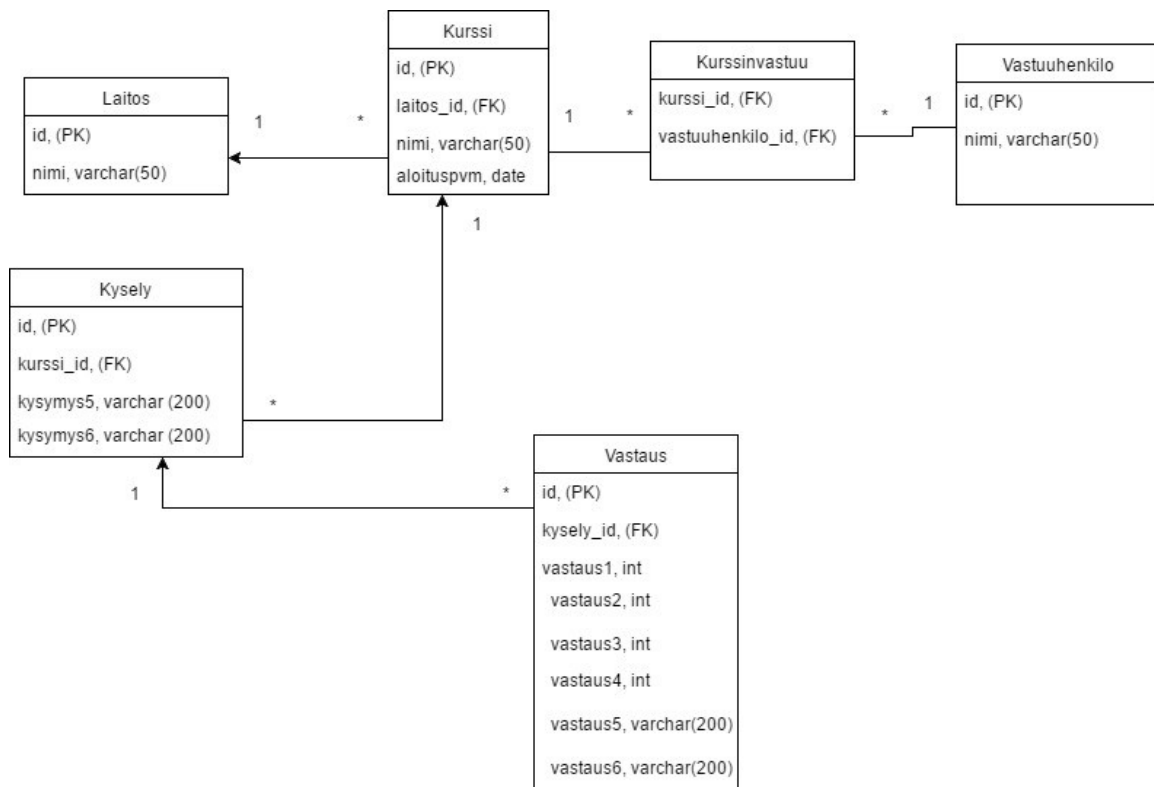 Laitos
id, (PK)
nimi, varchar(50)
1
*
Kurssi
id, (PK)
laitos_id, (FK)
nimi, varchar(50)
aloituspvm, date
1
*
Kurssinvastuu
kurssi_id, (FK)
vastuuhenkilo_id, (FK)
*
1
Vastuuhenkilo
id, (PK)
nimi, varchar(50)
1
Kysely
id, (PK)
kurssi_id, (FK)
kysymys5, varchar (200)
kysymys6, varchar (200)
*
1
*
Vastaus
id, (PK)
kysely_id, (FK)
vastaus1, int
vastaus2, int
vastaus3, int
vastaus4, int
vastaus5, varchar(200)
vastaus6, varchar(200)